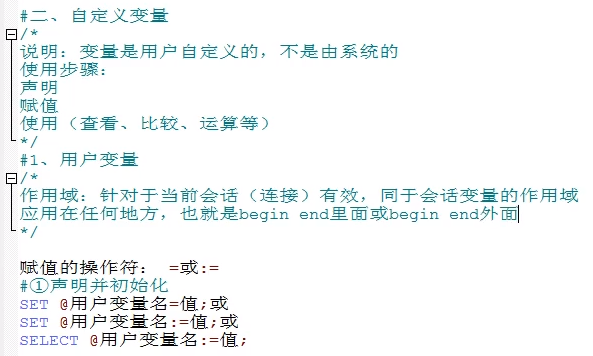 #二、自定义变量
/*
说明：变量是用户自定义的，不是由系统的
使用步骤：
声明
赋值
使用（查看、比较、运算等）
*/
#1、用户变量
/*
作用域：针对于当前会话（连接）有效，同于会话变量的作用域
应用在任何地方，也就是begin end里面或begin end外面
*/
赋值的操作符： =或:=
#①声明并初始化
SET @用户变量名=值;或
SET @用户变量名:=值;或
SELECT @用户变量名:=值;